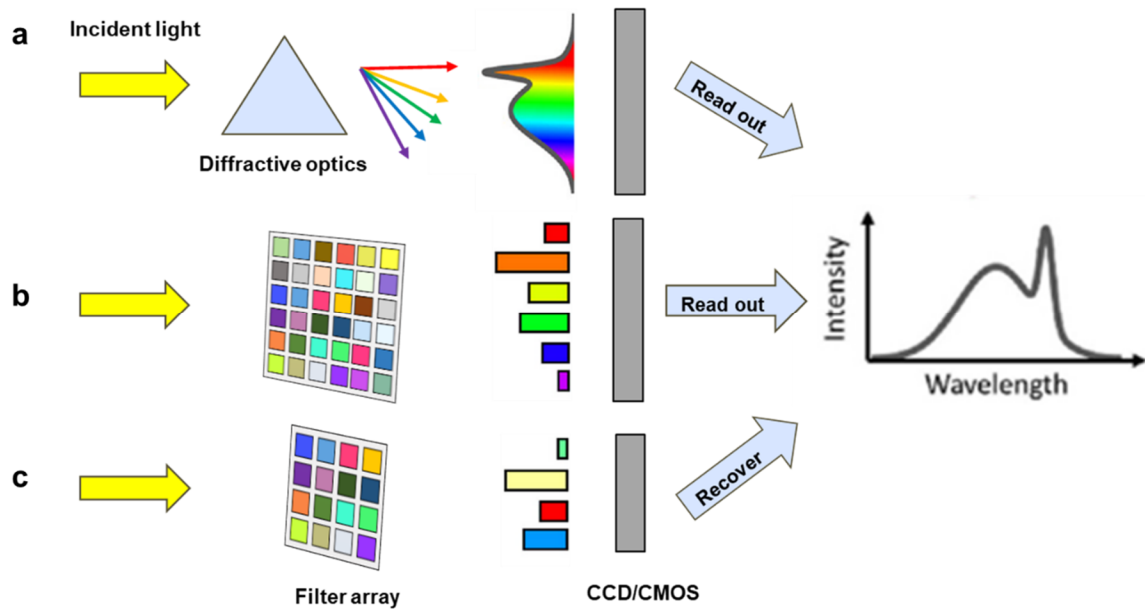 a
Incident light
Diffractive optics
Read out
b
Read out
Intensity
Wavelength
c
Recover
Filter array
CCD/CMOS